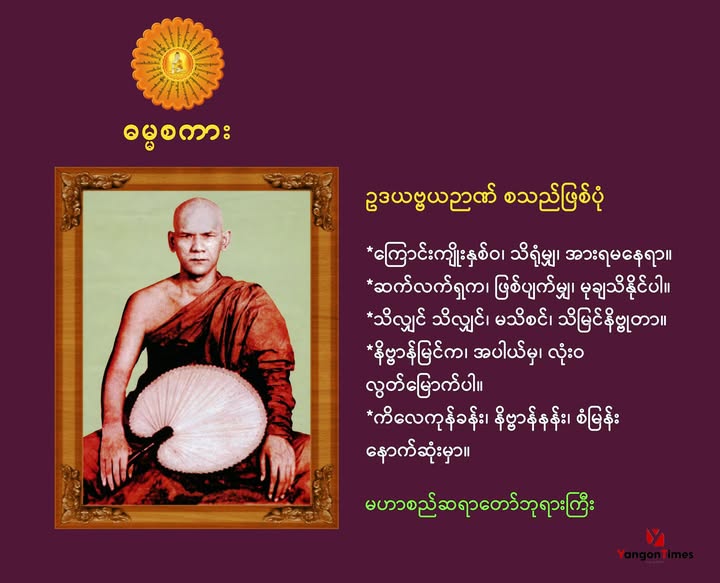 ဓမ္မစကား
ဥဒယဗ္ဗယဉာဏ် စသည်ဖြစ်ပုံ
*ကြောင်းကျိုးနှစ်ဝ၊ သိရုံမျှ၊ အားရမနေရာ။
*ဆက်လက်ရှုက၊ ဖြစ်ပျက်မျှ၊ မုချသိနိုင်ပါ။
*သိလျှင် သိလျှင်၊ မသိစင်၊ သိမြင်နိဗ္ဗုတာ။
*နိဗ္ဗာန်မြင်က၊ အပါယ်မှ၊ လုံးဝ
လွတ်မြောက်ပါ။
*ကိလေကုန်ခန်း၊ နိဗ္ဗာန်နန်း၊ စံမြန်း
နောက်ဆုံးမှာ။
မဟာစည်ဆရာတော်ဘုရားကြီး
YangonTimes